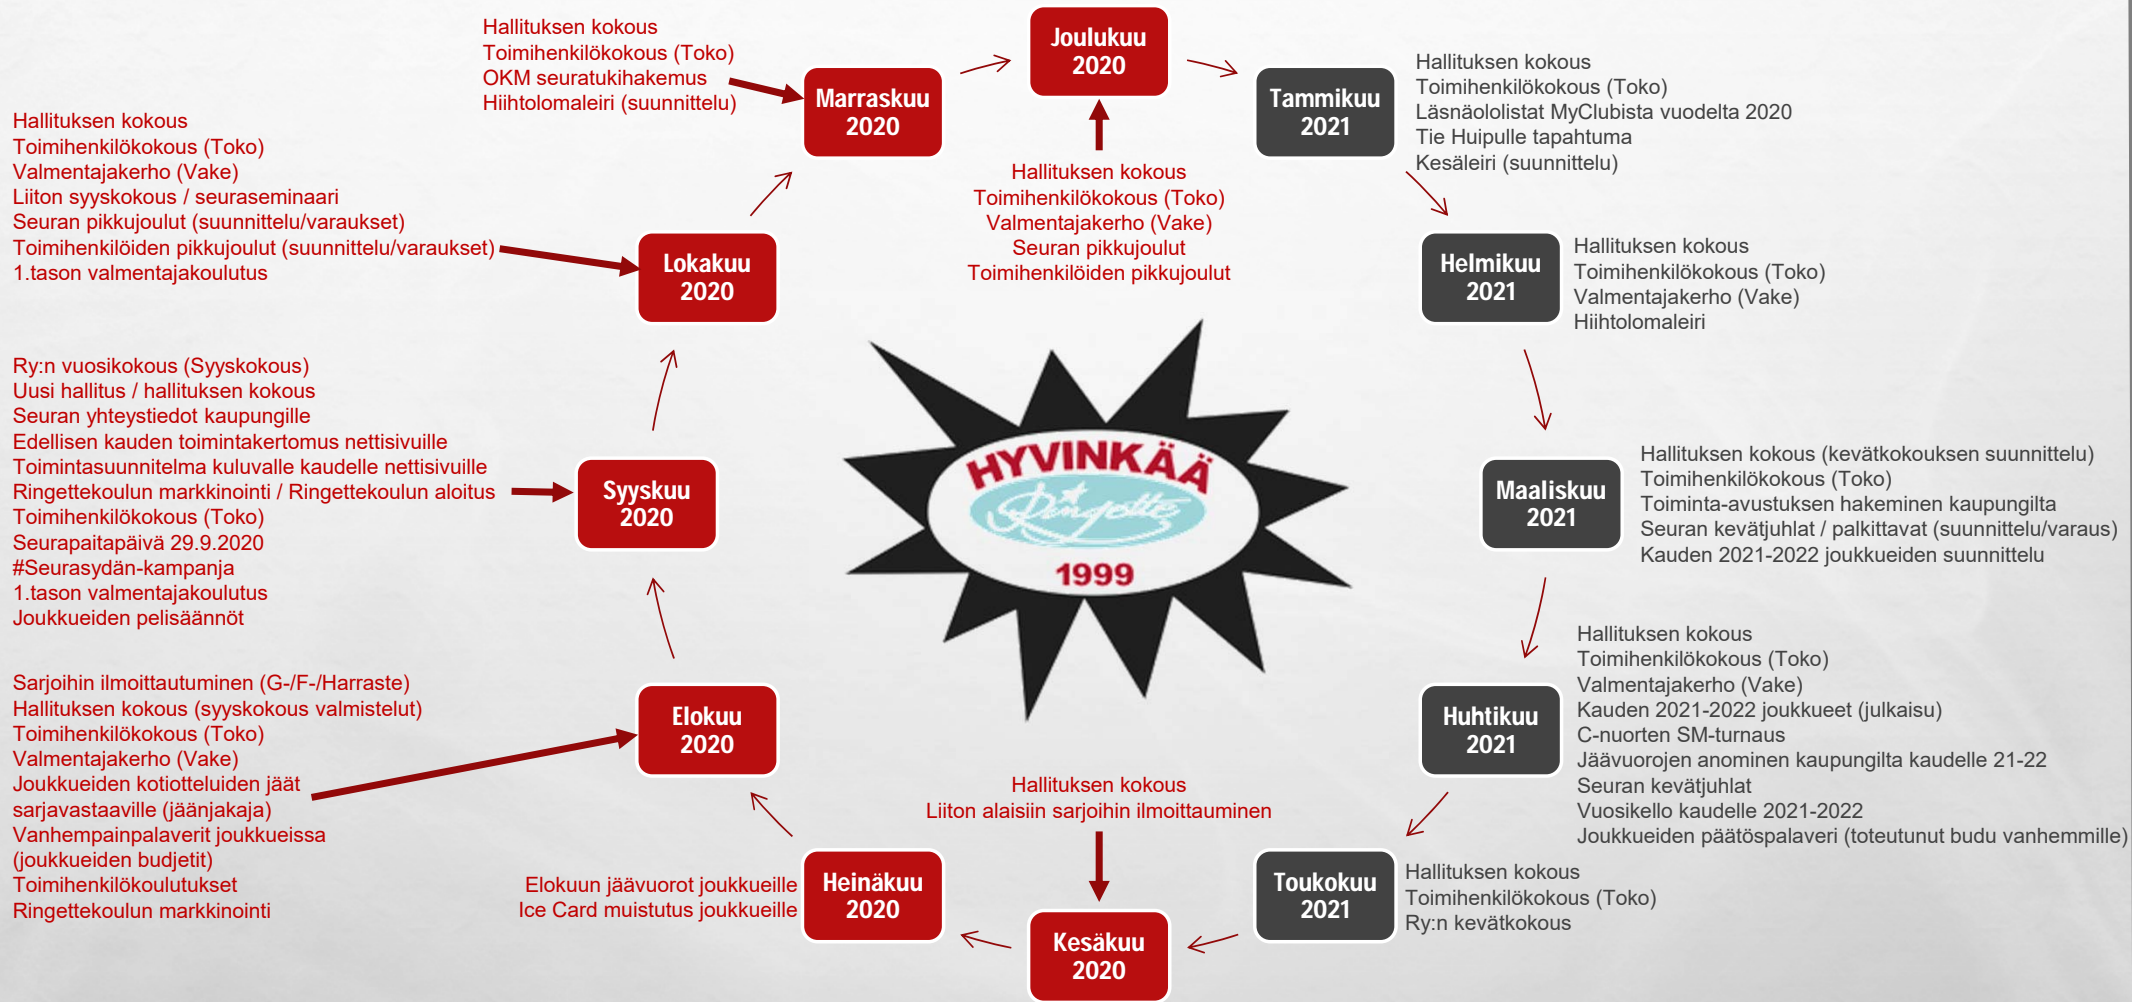 Hallituksen kokous
Toimihenkilökokous (Toko)
OKM seuratukihakemus
Hiihtolomaleiri (suunnittelu)
Marraskuu
2020
Joulukuu
2020
Hallituksen kokous
Toimihenkilökokous (Toko)
Valmentajakerho (Vake)
Seuran pikkujoulut
Toimihenkilöiden pikkujoulut
Tammikuu
2021
Hallituksen kokous
Toimihenkilökokous (Toko)
Läsnäololistat MyClubista vuodelta 2020
Tie Huipulle tapahtuma
Kesäleiri (suunnittelu)
Hallituksen kokous
Toimihenkilökokous (Toko)
Valmentajakerho (Vake)
Liiton syyskokous / seuraseminaari
Seuran pikkujoulut (suunnittelu/varaukset)
Toimihenkilöiden pikkujoulut (suunnittelu/varaukset)
1.tason valmentajakoulutus
Lokakuu
2020
Helmikuu
2021
Hallituksen kokous
Toimihenkilökokous (Toko)
Valmentajakerho (Vake)
Hiihtolomaleiri
Ry:n vuosikokous (Syyskokous)
Uusi hallitus / hallituksen kokous
Seuran yhteystiedot kaupungille
Edellisen kauden toimintakertomus nettisivuille
Toimintasuunnitelma kuluvalle kaudelle nettisivuille
Ringettekoulun markkinointi / Ringettekoulun aloitus
Toimihenkilökokous (Toko)
Seurapaitapäivä 29.9.2020
#Seurasydän-kampanja
1.tason valmentajakoulutus
Joukkueiden pelisäännöt
Syyskuu
2020
HYVINKÄÄ
Ringette
1999
Maaliskuu
2021
Hallituksen kokous (kevätkokouksen suunnittelu)
Toimihenkilökokous (Toko)
Toiminta-avustuksen hakeminen kaupungilta
Seuran kevätjuhlat / palkittavat (suunnittelu/varaus)
Kauden 2021-2022 joukkueiden suunnittelu
Sarjoihin ilmoittautuminen (G-/F-/Harraste)
Hallituksen kokous (syyskokous valmistelut)
Toimihenkilökokous (Toko)
Valmentajakerho (Vake)
Joukkueiden kotiotteluiden jäät
sarjavastaaville (jäänjakaja)
Vanhempainpalaverit joukkueissa
(joukkueiden budjetit)
Toimihenkilökoulutukset
Ringettekoulun markkinointi
Elokuu
2020
Huhtikuu
2021
Hallituksen kokous
Toimihenkilökokous (Toko)
Valmentajakerho (Vake)
Kauden 2021-2022 joukkueet (julkaisu)
C-nuorten SM-turnaus
Jäävuorojen anominen kaupungilta kaudelle 21-22
Seuran kevätjuhlat
Vuosikello kaudelle 2021-2022
Joukkueiden päätöspalaveri (toteutunut budu vanhemmille)
Elokuun jäävuorot joukkueille
Ice Card muistutus joukkueille
Heinäkuu
2020
Hallituksen kokous
Liiton alaisiin sarjoihin ilmoittauminen
Kesäkuu
2020
Toukokuu
2021
Hallituksen kokous
Toimihenkilökokous (Toko)
Ry:n kevätkokous